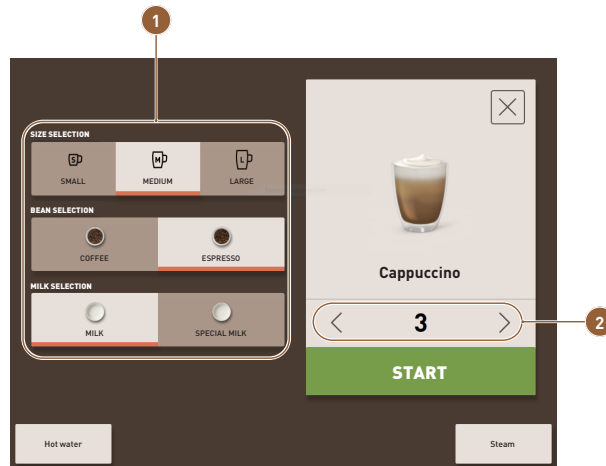 1
SIZE SELECTION
S M L
SMALL MEDIUM LARGE
BEAN SELECTION
COFFEE ESPRESSO
MILK SELECTION
MILK SPECIAL MILK
Cappuccino
3
2
START
Hot water
Steam